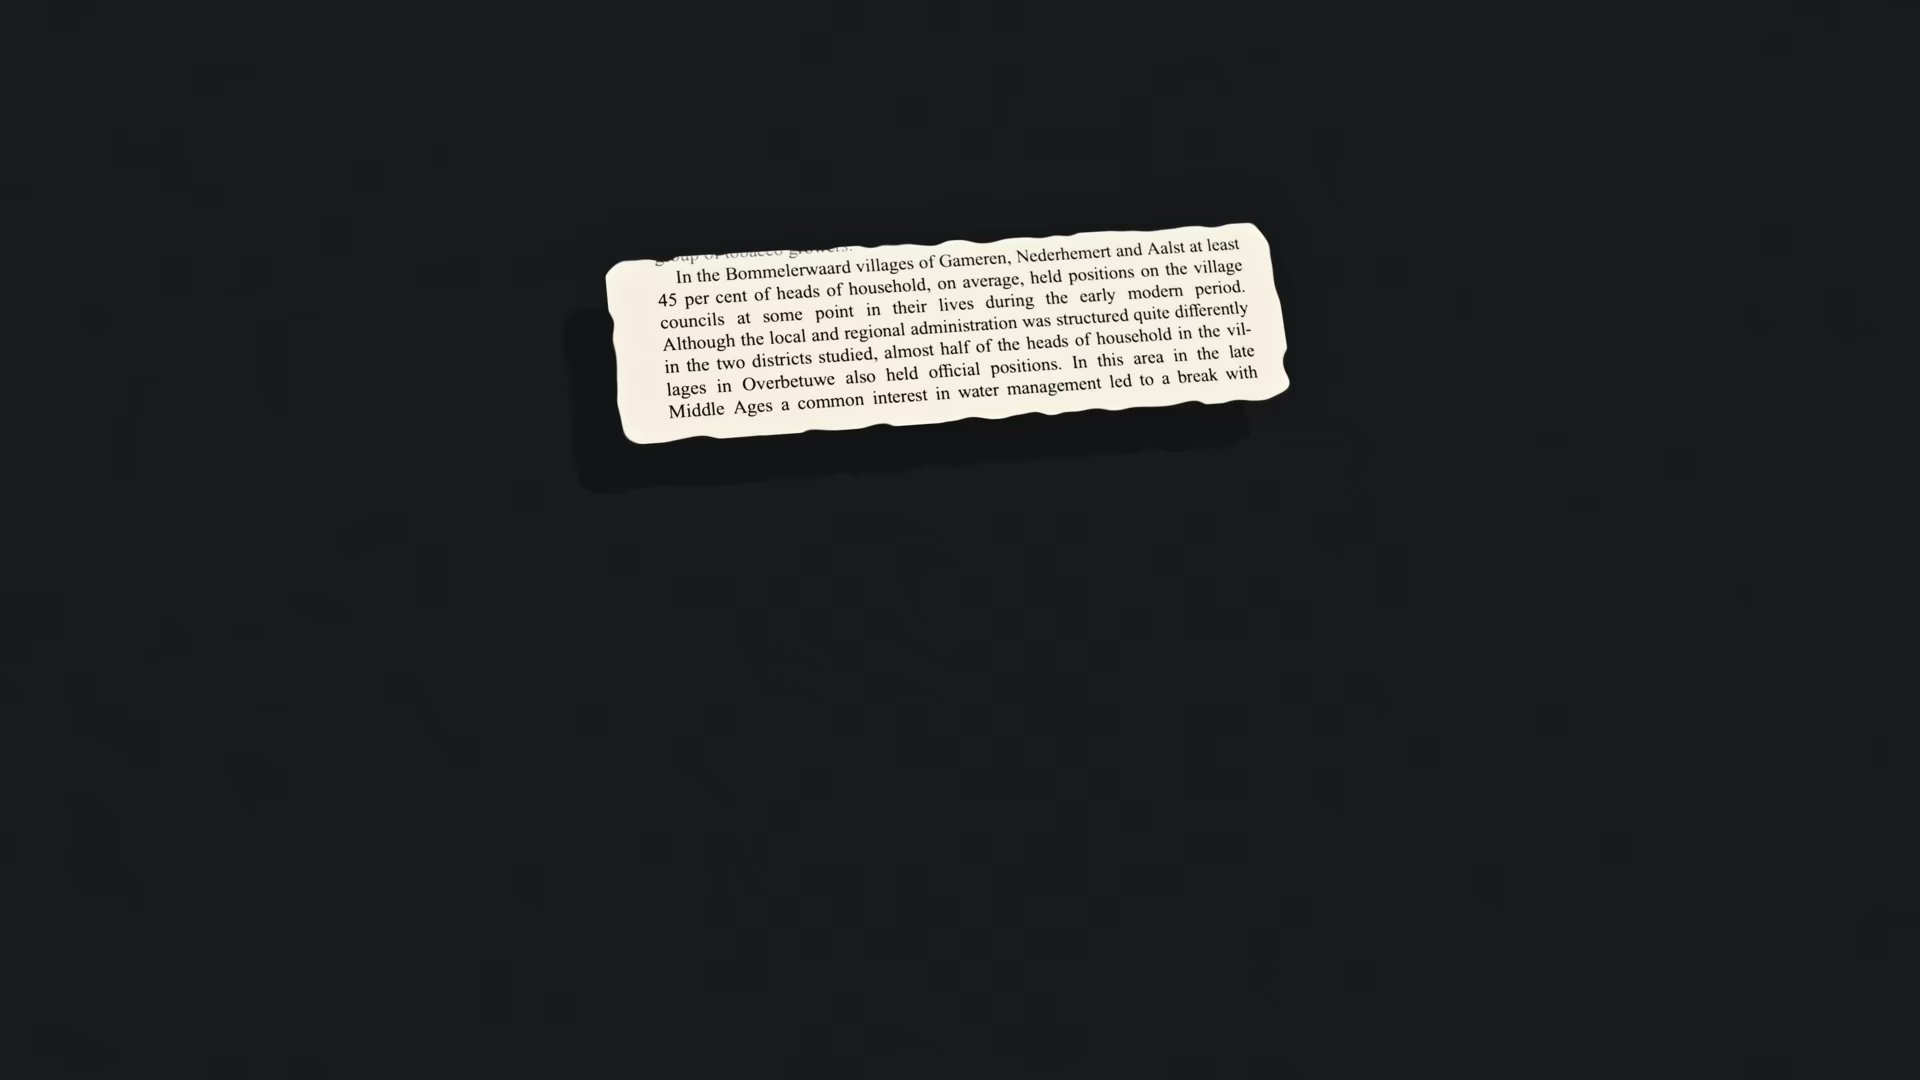 group of tobacco growers.
In the Bommelerwaard villages of Gameren, Nederhemert and Aalst at least
45 per cent of heads of household, on average, held positions on the village
councils at some point in their lives during the early modern period.
Although the local and regional administration was structured quite differently
in the two districts studied, almost half of the heads of household in the vil-
lages in Overbetuwe also held official positions. In this area in the late
Middle Ages a common interest in water management led to a break with